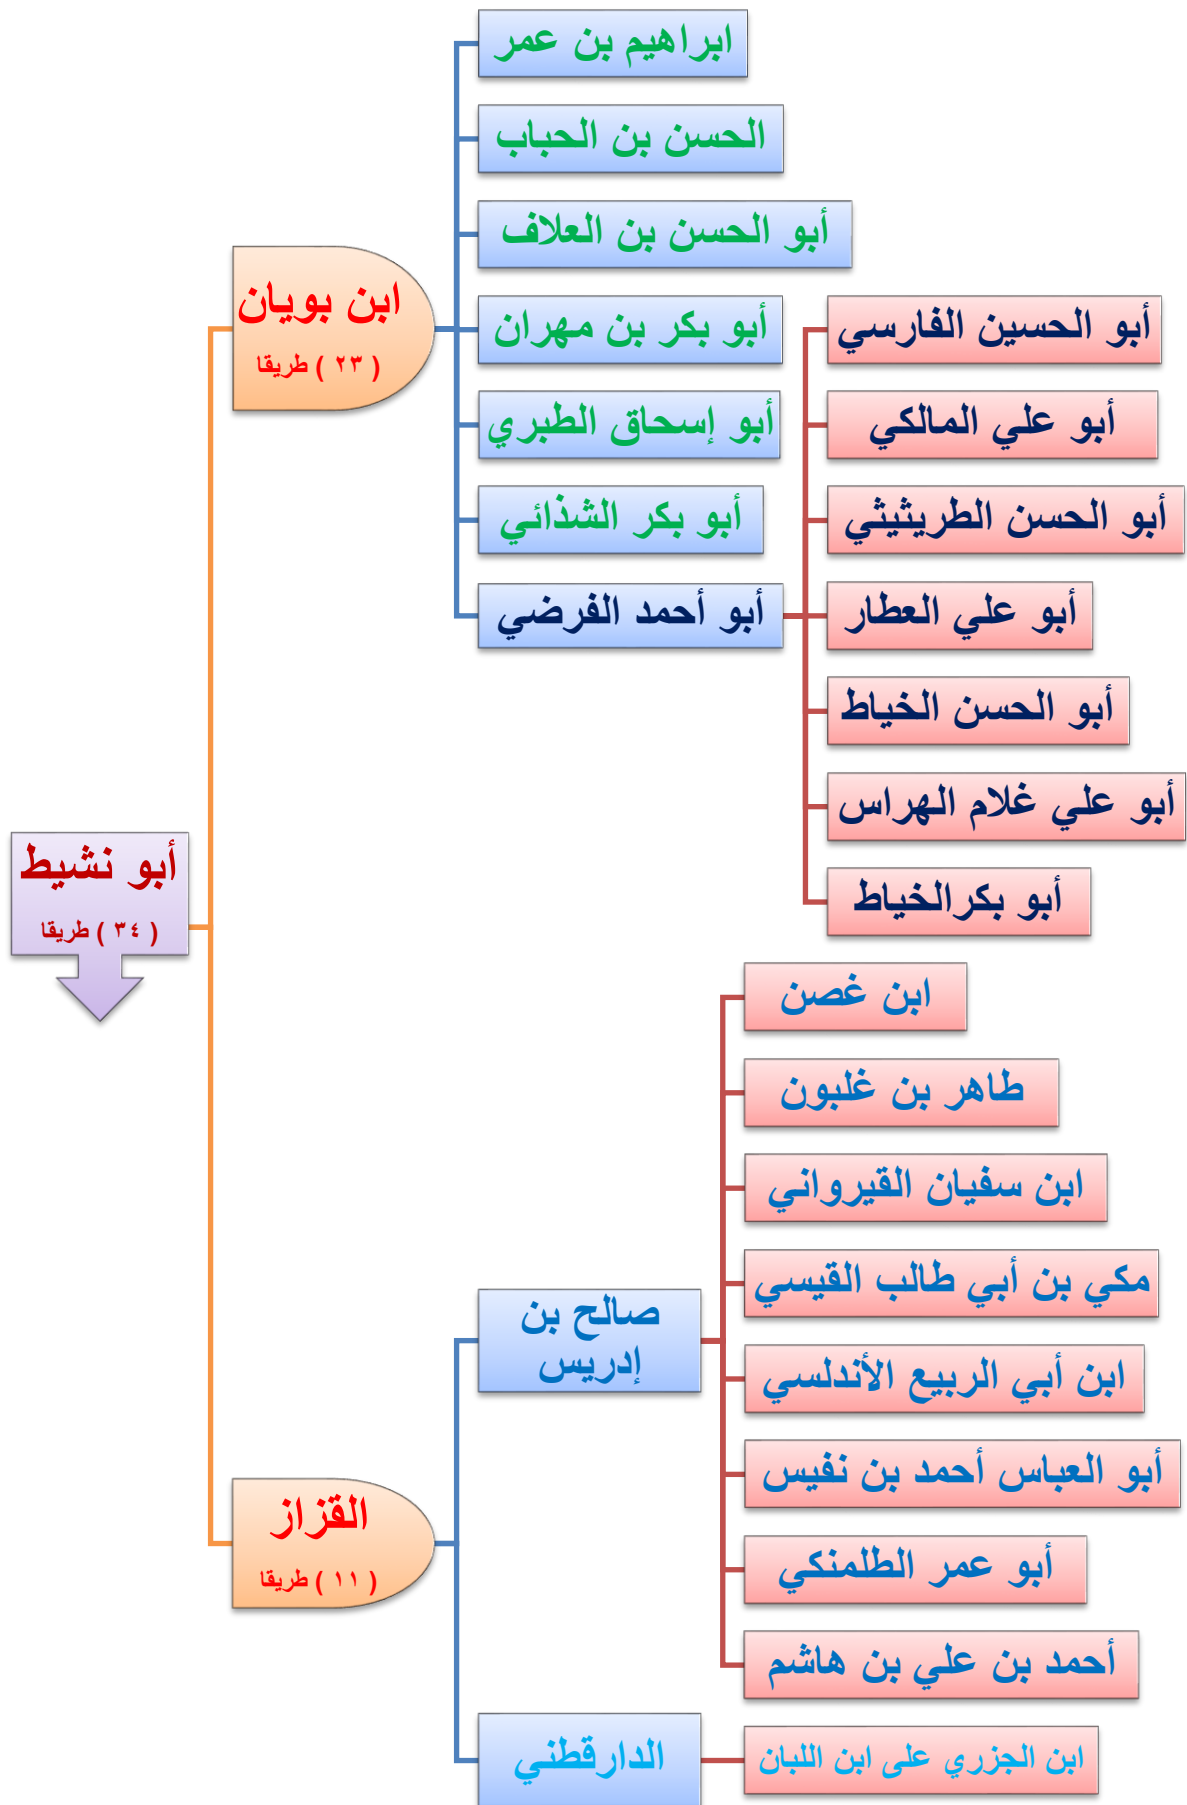 أبو نشيط
( ٣٤ ) طريقا
ابن بويان
( ٢٣ ) طريقا
ابراهيم بن عمر
الحسن بن الحباب
أبو الحسن بن العلاف
أبو بكر بن مهران
أبو إسحاق الطبري
أبو بكر الشذائي
أبو أحمد الفرضي
أبو الحسين الفارسي
أبو علي المالكي
أبو الحسن الطريثيثي
أبو علي العطار
أبو الحسن الخياط
أبو علي غلام الهراس
أبو بكرالخياط
القزاز
( ١١ ) طريقا
صالح بن
إدريس
ابن غصن
طاهر بن غلبون
ابن سفيان القيرواني
مكي بن أبي طالب القيسي
ابن أبي الربيع الأندلسي
أبو العباس أحمد بن نفيس
أبو عمر الطلمنكي
أحمد بن علي بن هاشم
الدارقطني
ابن الجزري على ابن اللبان